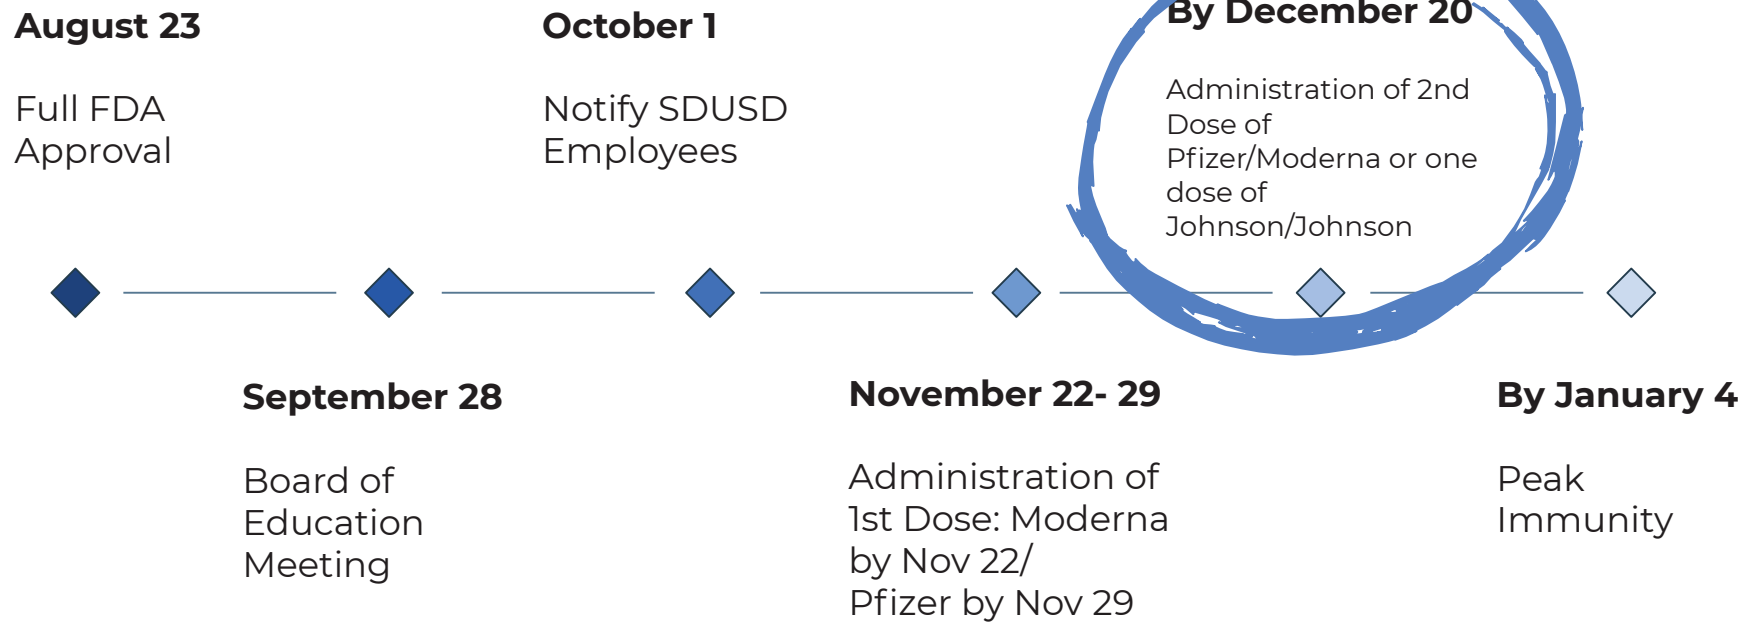 August 23
Full FDA
Approval
October 1
Notify SDUSD
Employees
By December 20
Administration of 2nd
Dose of
Pfizer/Moderna or one
dose of
Johnson/Johnson
September 28
Board of
Education
Meeting
November 22- 29
Administration of
1st Dose: Moderna
by Nov 22/
Pfizer by Nov 29
By January 4
Peak
Immunity